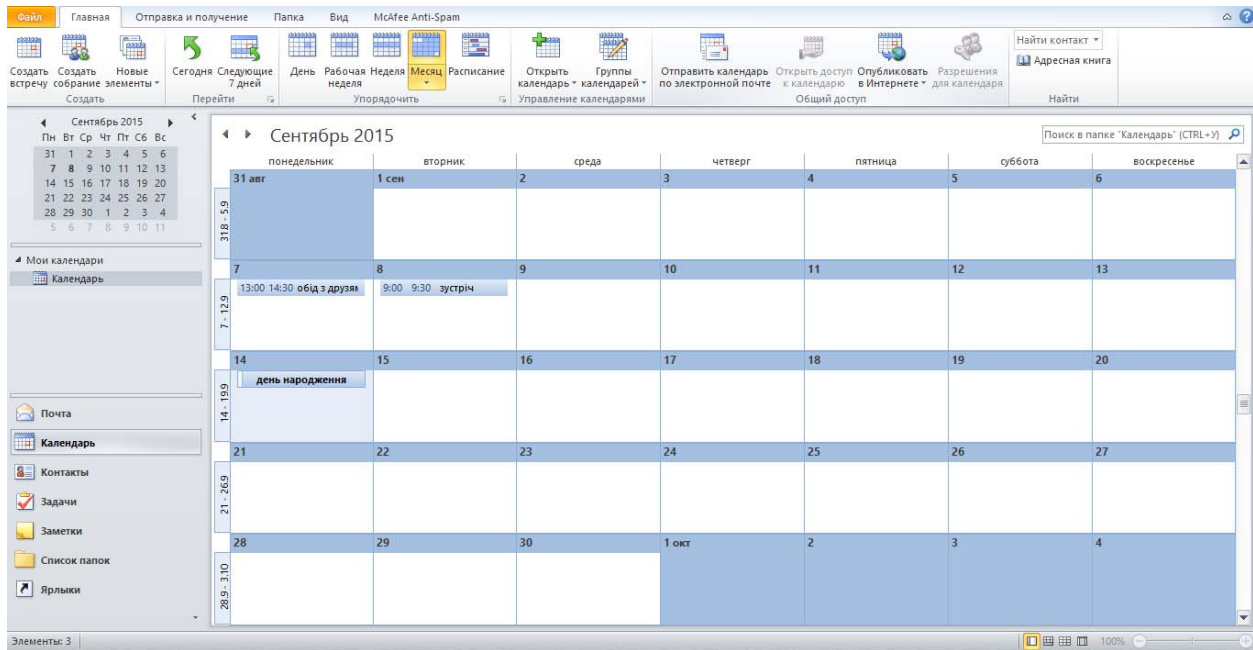 Файл Главная Отправка и получение Папка Вид McAfee Anti-Spam
Создать встречу
Создать собрание
Новые элементы
Создать
Сегодня
Следующие 7 дней
Перейти
День
Рабочая неделя
Неделя
Месяц
Расписание
Упорядочить
Открыть календарь
Группы календарей
Управление календарями
Отправить календарь по электронной почте
Открыть доступ к календарю
Опубликовать в Интернете
Разрешения для календаря
Общий доступ
Найти контакт
Адресная книга
Найти
Сентябрь 2015
Пн Вт Ср Чт Пт Сб Вс
31 1 2 3 4 5 6
7 8 9 10 11 12 13
14 15 16 17 18 19 20
21 22 23 24 25 26 27
28 29 30 1 2 3 4
5 6 7 8 9 10 11
Мои календари
Календарь
Почта
Календарь
Контакты
Задачи
Заметки
Список папок
Ярлыки
Сентябрь 2015
Поиск в папке "Календарь" (CTRL+У)
понедельник вторник среда четверг пятница суббота воскресенье
31 авг 1 сен 2 3 4 5 6
31.8 - 5.9
7 8 9 10 11 12 13
7 - 12.9
13:00 14:30 обід з друзям 9:00 9:30 зустріч
14 15 16 17 18 19 20
14 - 19.9
день народження
21 22 23 24 25 26 27
21 - 26.9
28 29 30 1 окт 2 3 4
28.9 - 3.10
Элементы: 3
100%